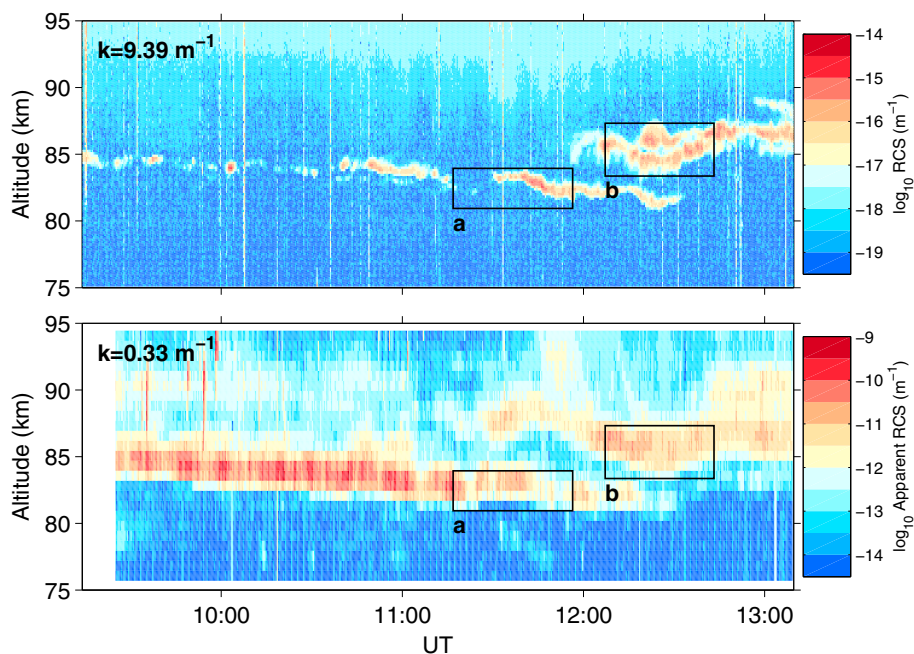 k=9.39 m⁻¹
Altitude (km)
95
90
85
80
75
a
b
-14
-15
-16
-17
-18
-19
log₁₀ RCS (m⁻¹)
k=0.33 m⁻¹
Altitude (km)
95
90
85
80
75
a
b
10:00
11:00
12:00
13:00
UT
-9
-10
-11
-12
-13
-14
log₁₀ Apparent RCS (m⁻¹)